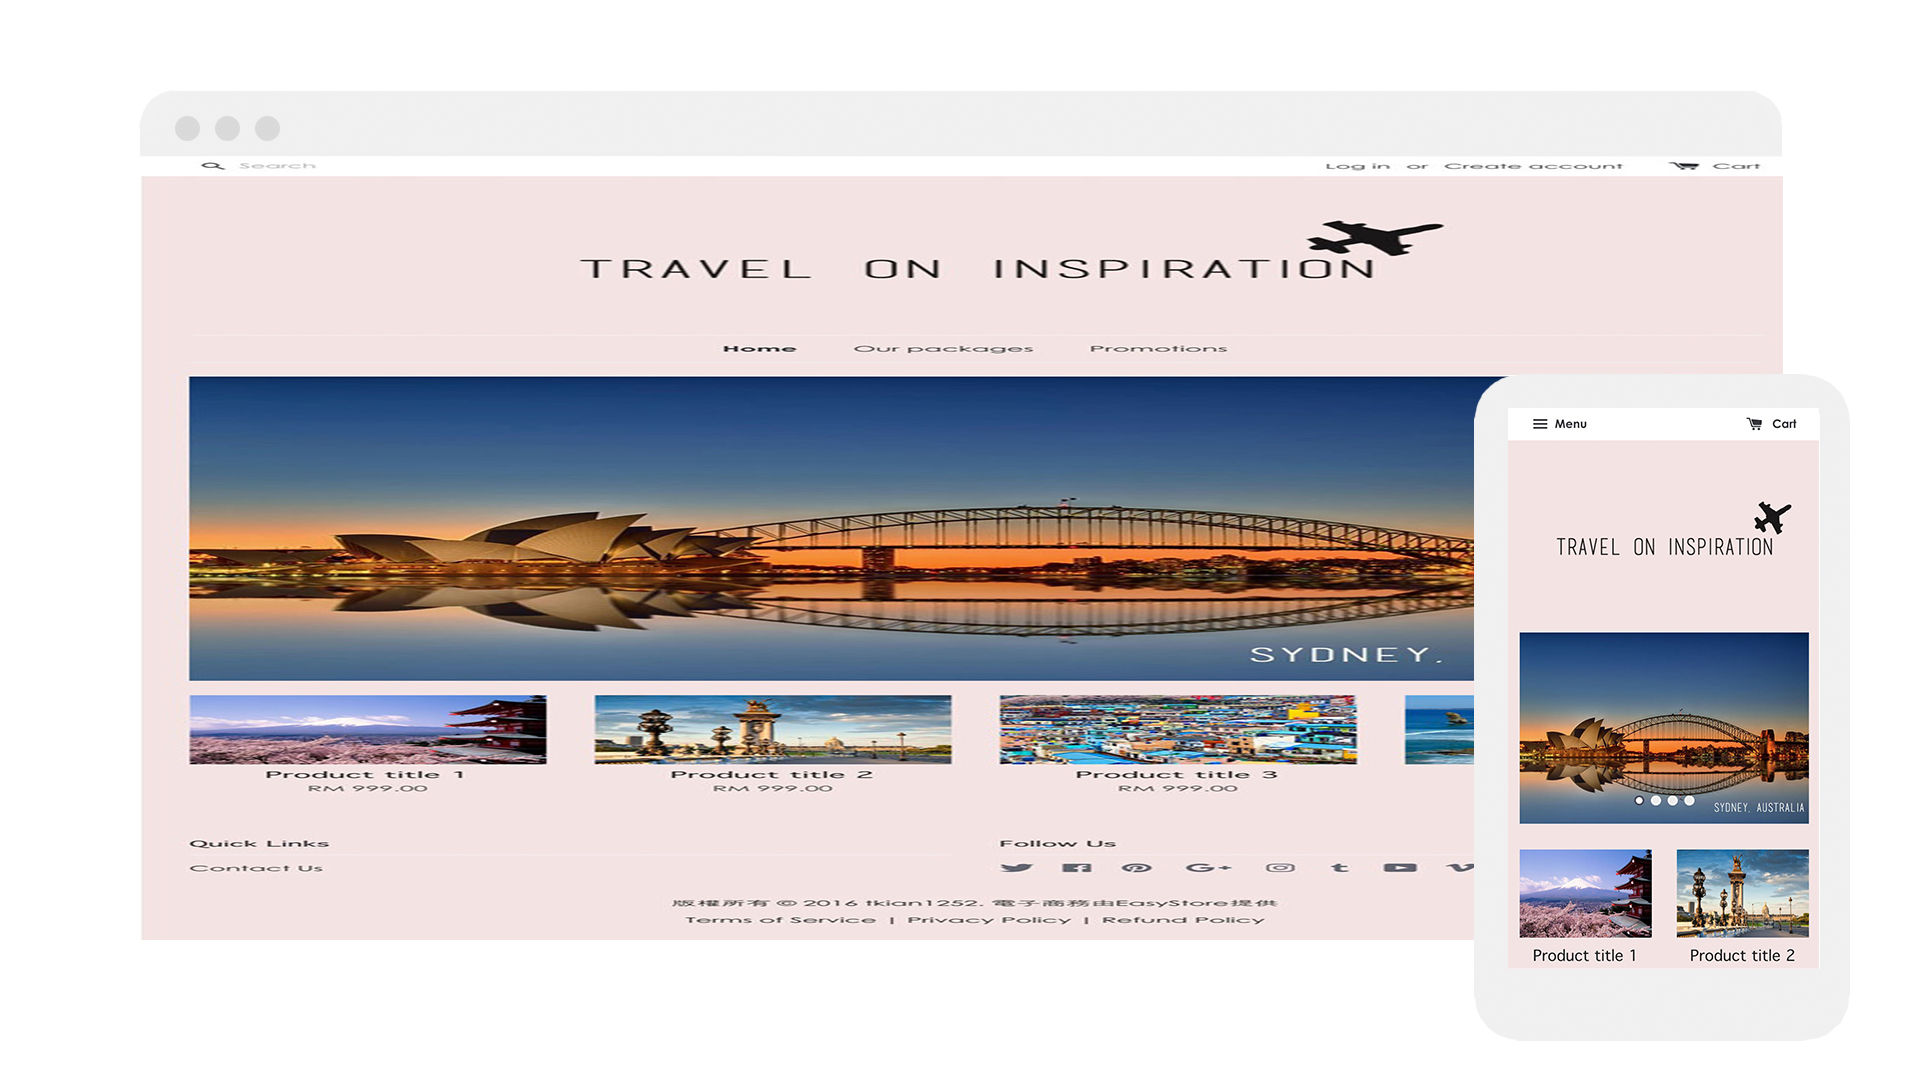 Search
Log in or Create account Cart
TRAVEL ON INSPIRATION
Home Our packages Promotions
SYDNEY,
Product title 1 Product title 2 Product title 3
RM 999.00 RM 999.00 RM 999.00
Quick Links Follow Us
Contact Us
版權所有 © 2016 tkian1252. 電子商務由EasyStore提供
Terms of Service | Privacy Policy | Refund Policy
Menu Cart
TRAVEL ON INSPIRATION
SYDNEY, AUSTRALIA
Product title 1 Product title 2